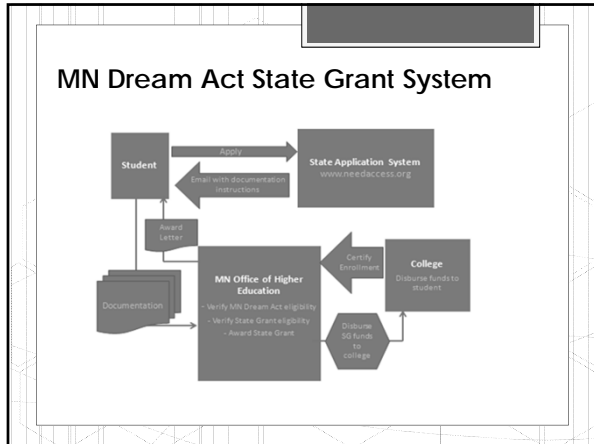 MN Dream Act State Grant System
Student
Apply
State Application System
www.needaccess.org
Email with documentation
instructions
Award
Letter
Documentation
MN Office of Higher
Education
- Verify MN Dream Act eligibility
- Verify State Grant eligibility
- Award State Grant
Certify
Enrollment
College
Disburse funds to
student
Disburse
SG funds
to
college